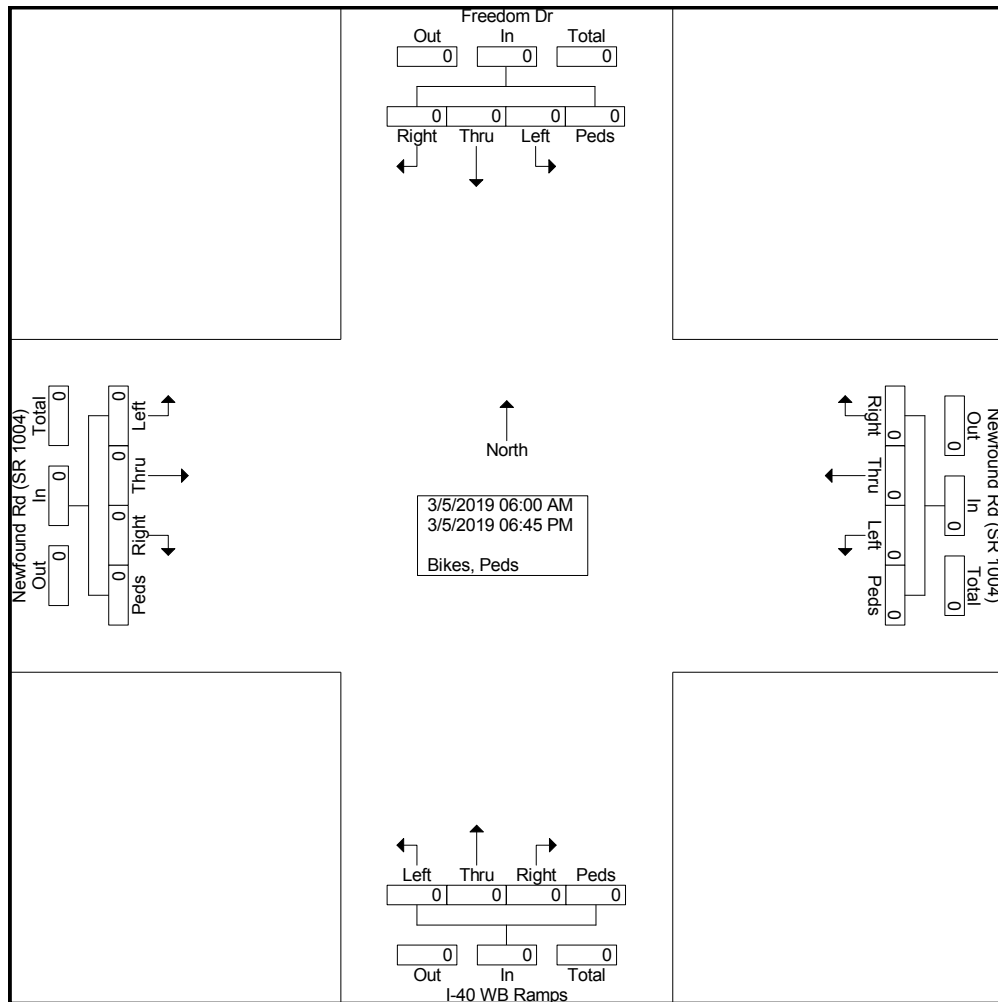 Freedom Dr
Out In Total
0 0 0
0 0 0 0
Right Thru Left Peds
Newfound Rd (SR 1004)
Out In Total
0 0 0
0 0 0 0
Peds Right Thru Left
North
3/5/2019 06:00 AM
3/5/2019 06:45 PM
Bikes, Peds
Newfound Rd (SR 1004)
Out In Total
0 0 0
0 0 0 0
Right Thru Left Peds
Left Thru Right Peds
0 0 0 0
0 0 0
Out In Total
I-40 WB Ramps